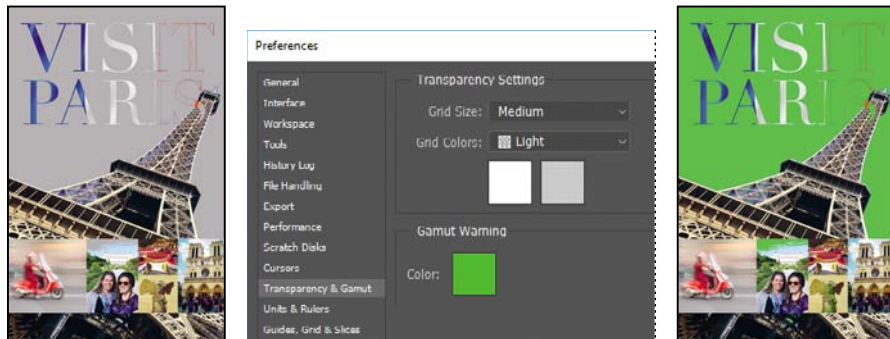 VISIT
PARIS
Preferences
General
Interface
Workspace
Tools
History Log
File Handling
Export
Performance
Scratch Disks
Cursors
Transparency & Gamut
Units & Rulers
Guides, Grid & Slices
Transparency Settings
Grid Size: Medium
Grid Colors: Light
Gamut Warning
Color:
VISIT
PARIS